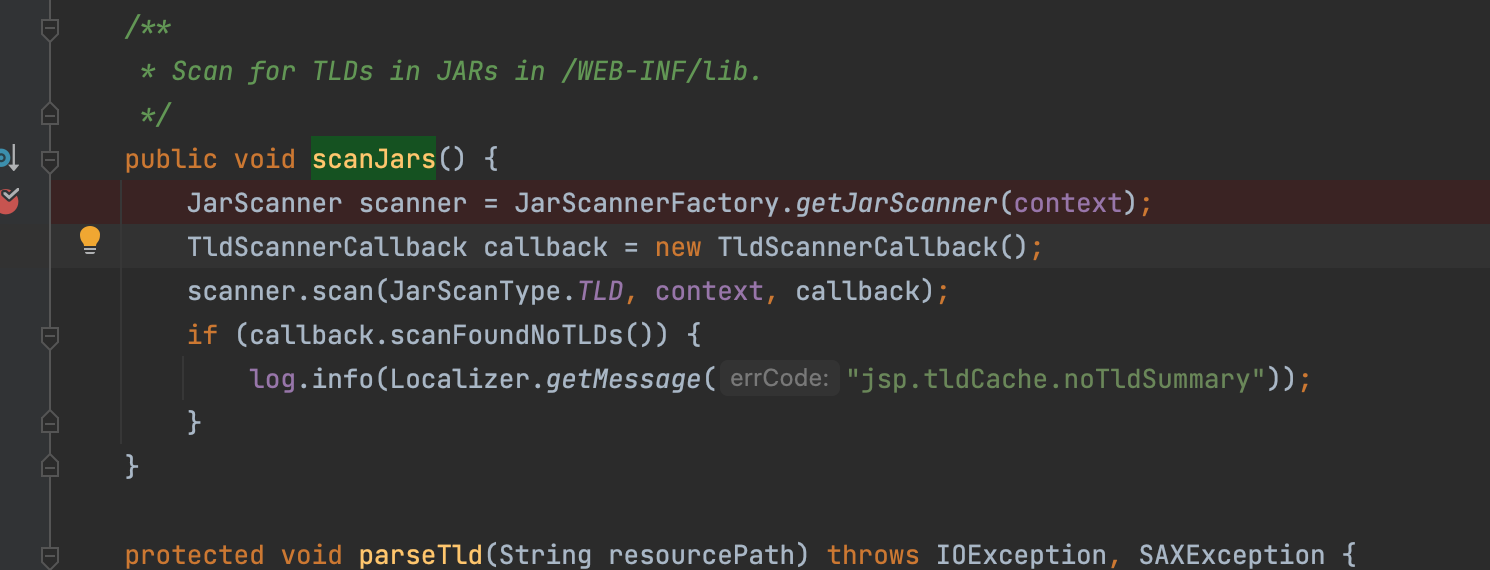 /**
 * Scan for TLDs in JARs in /WEB-INF/lib.
 */
public void scanJars() {
    JarScanner scanner = JarScannerFactory.getJarScanner(context);
    TldScannerCallback callback = new TldScannerCallback();
    scanner.scan(JarScanType.TLD, context, callback);
    if (callback.scanFoundNoTLDs()) {
        log.info(Localizer.getMessage( errCode: "jsp.tldCache.noTldSummary"));
    }
}
protected void parseTld(String resourcePath) throws IOException, SAXException {